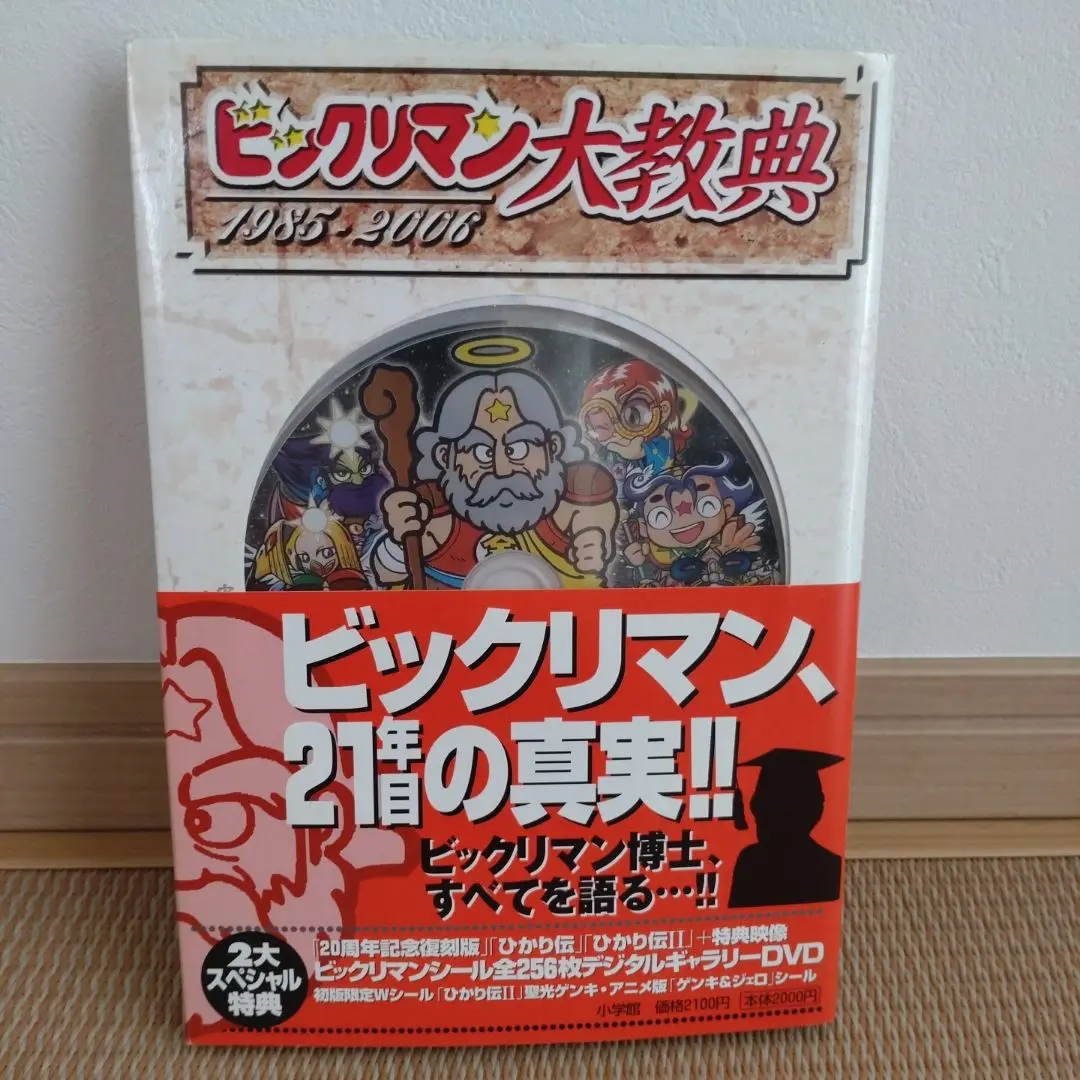 ビックリマン大教典
1985-2006
金
ビックリマン、
21年目の真実!!
ビックリマン博士、
すべてを語る…!!
2大
スペシャル
特典
「20周年記念復刻版」「ひかり伝」「ひかり伝II」+特典映像
ビックリマンシール全256枚デジタルギャラリーDVD
初版限定Wシール「ひかり伝II」聖光ゲンキ・アニメ版「ゲンキ&ジェロ」シール
小学館 価格2100円 本体2000円